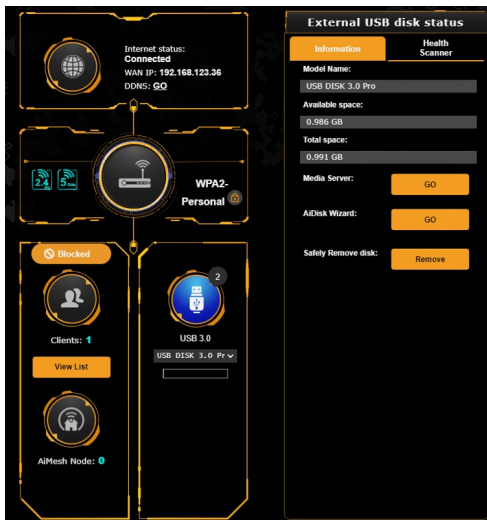 Internet status:
Connected
WAN IP: 192.168.123.36
DDNS: GO
2.4
5
WPA2-
Personal
Blocked
Clients: 1
View List
AiMesh Node: 0
2
USB 3.0
USB DISK 3.0 Pr
External USB disk status
Information
Health
Scanner
Model Name:
USB DISK 3.0 Pro
Available space:
0.986 GB
Total space:
0.991 GB
Media Server:
GO
AiDisk Wizard:
GO
Safely Remove disk:
Remove